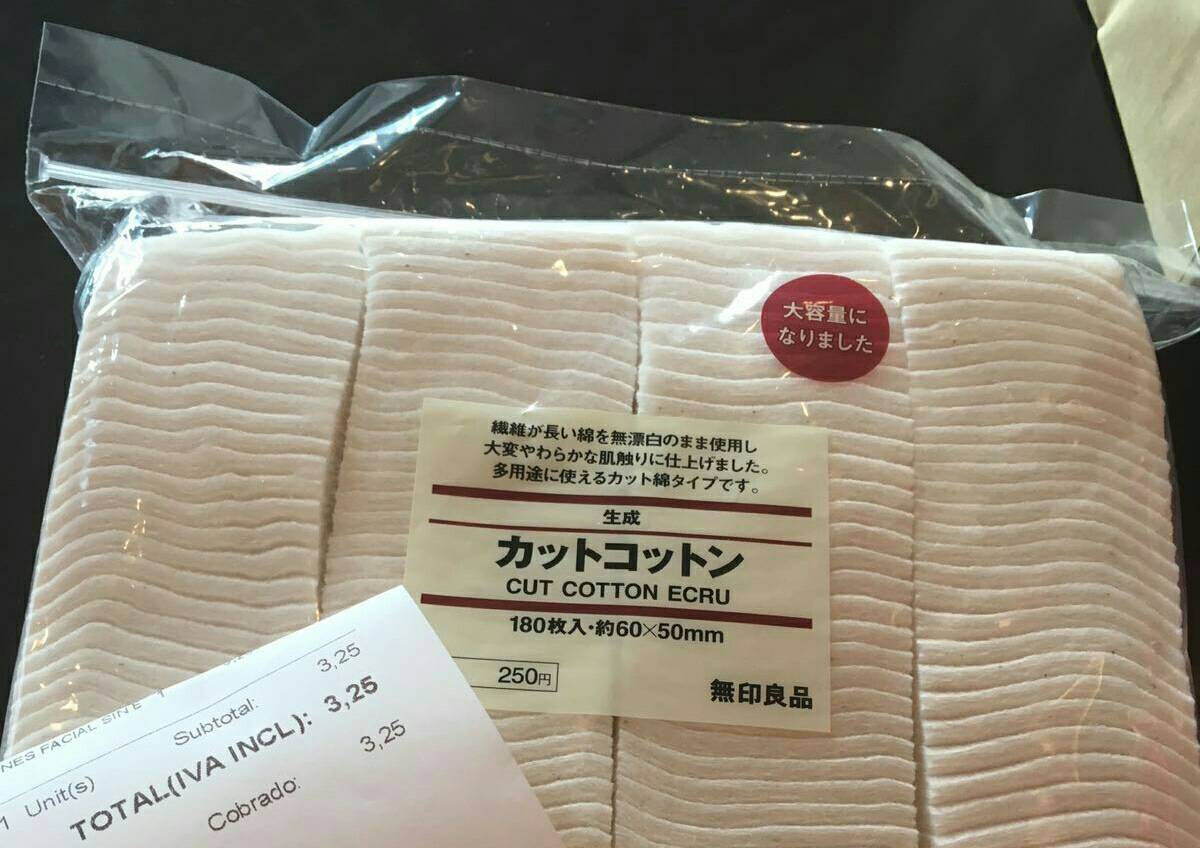 大容量に
なりました
繊維が長い綿を無漂白のまま使用し
大変やわらかな肌触りに仕上げました。
多用途に使えるカット綿タイプです。
生成
カットコットン
CUT COTTON ECRU
180枚入・約60×50mm
250円
無印良品
NES FACIAL SIN E 1
3,25
Subtotal:
1 Unit(s)
TOTAL(IVA INCL): 3,25
Cobrado: 3,25